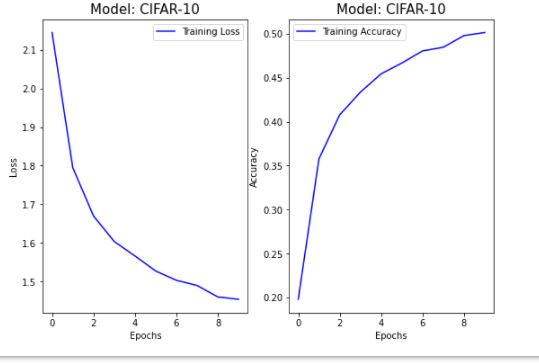 Model: CIFAR-10
Training Loss
2.1
2.0
1.9
1.8
1.7
1.6
1.5
Loss
0 2 4 6 8
Epochs
Model: CIFAR-10
Training Accuracy
0.50
0.45
0.40
0.35
0.30
0.25
0.20
Accuracy
0 2 4 6 8
Epochs